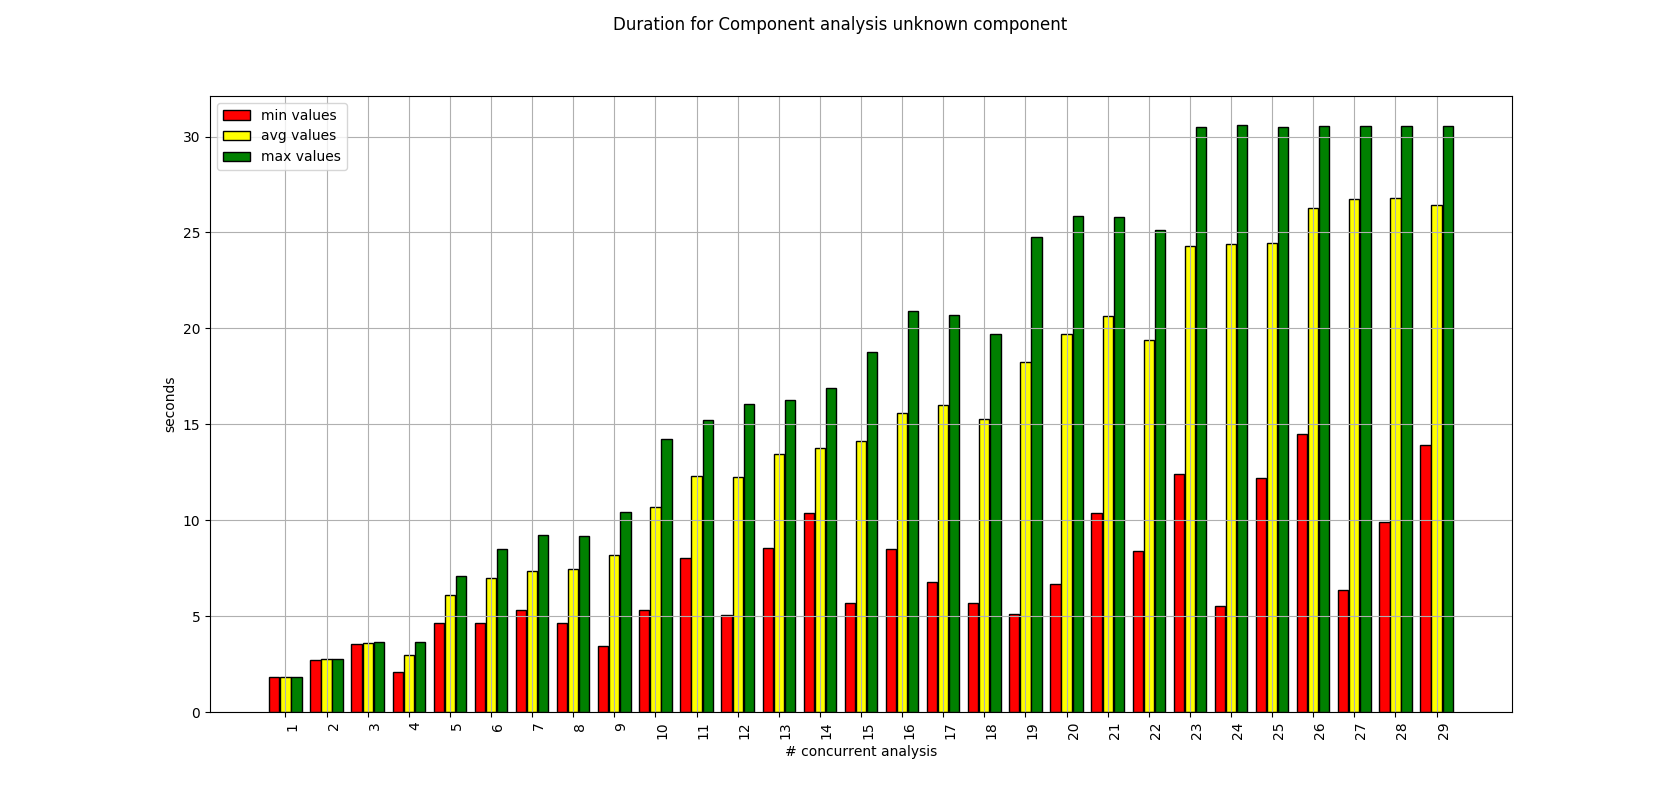 Duration for Component analysis unknown component
min values
avg values
max values
30
25
20
15
10
5
0
seconds
1 2 3 4 5 6 7 8 9 10 11 12 13 14 15 16 17 18 19 20 21 22 23 24 25 26 27 28 29
# concurrent analysis